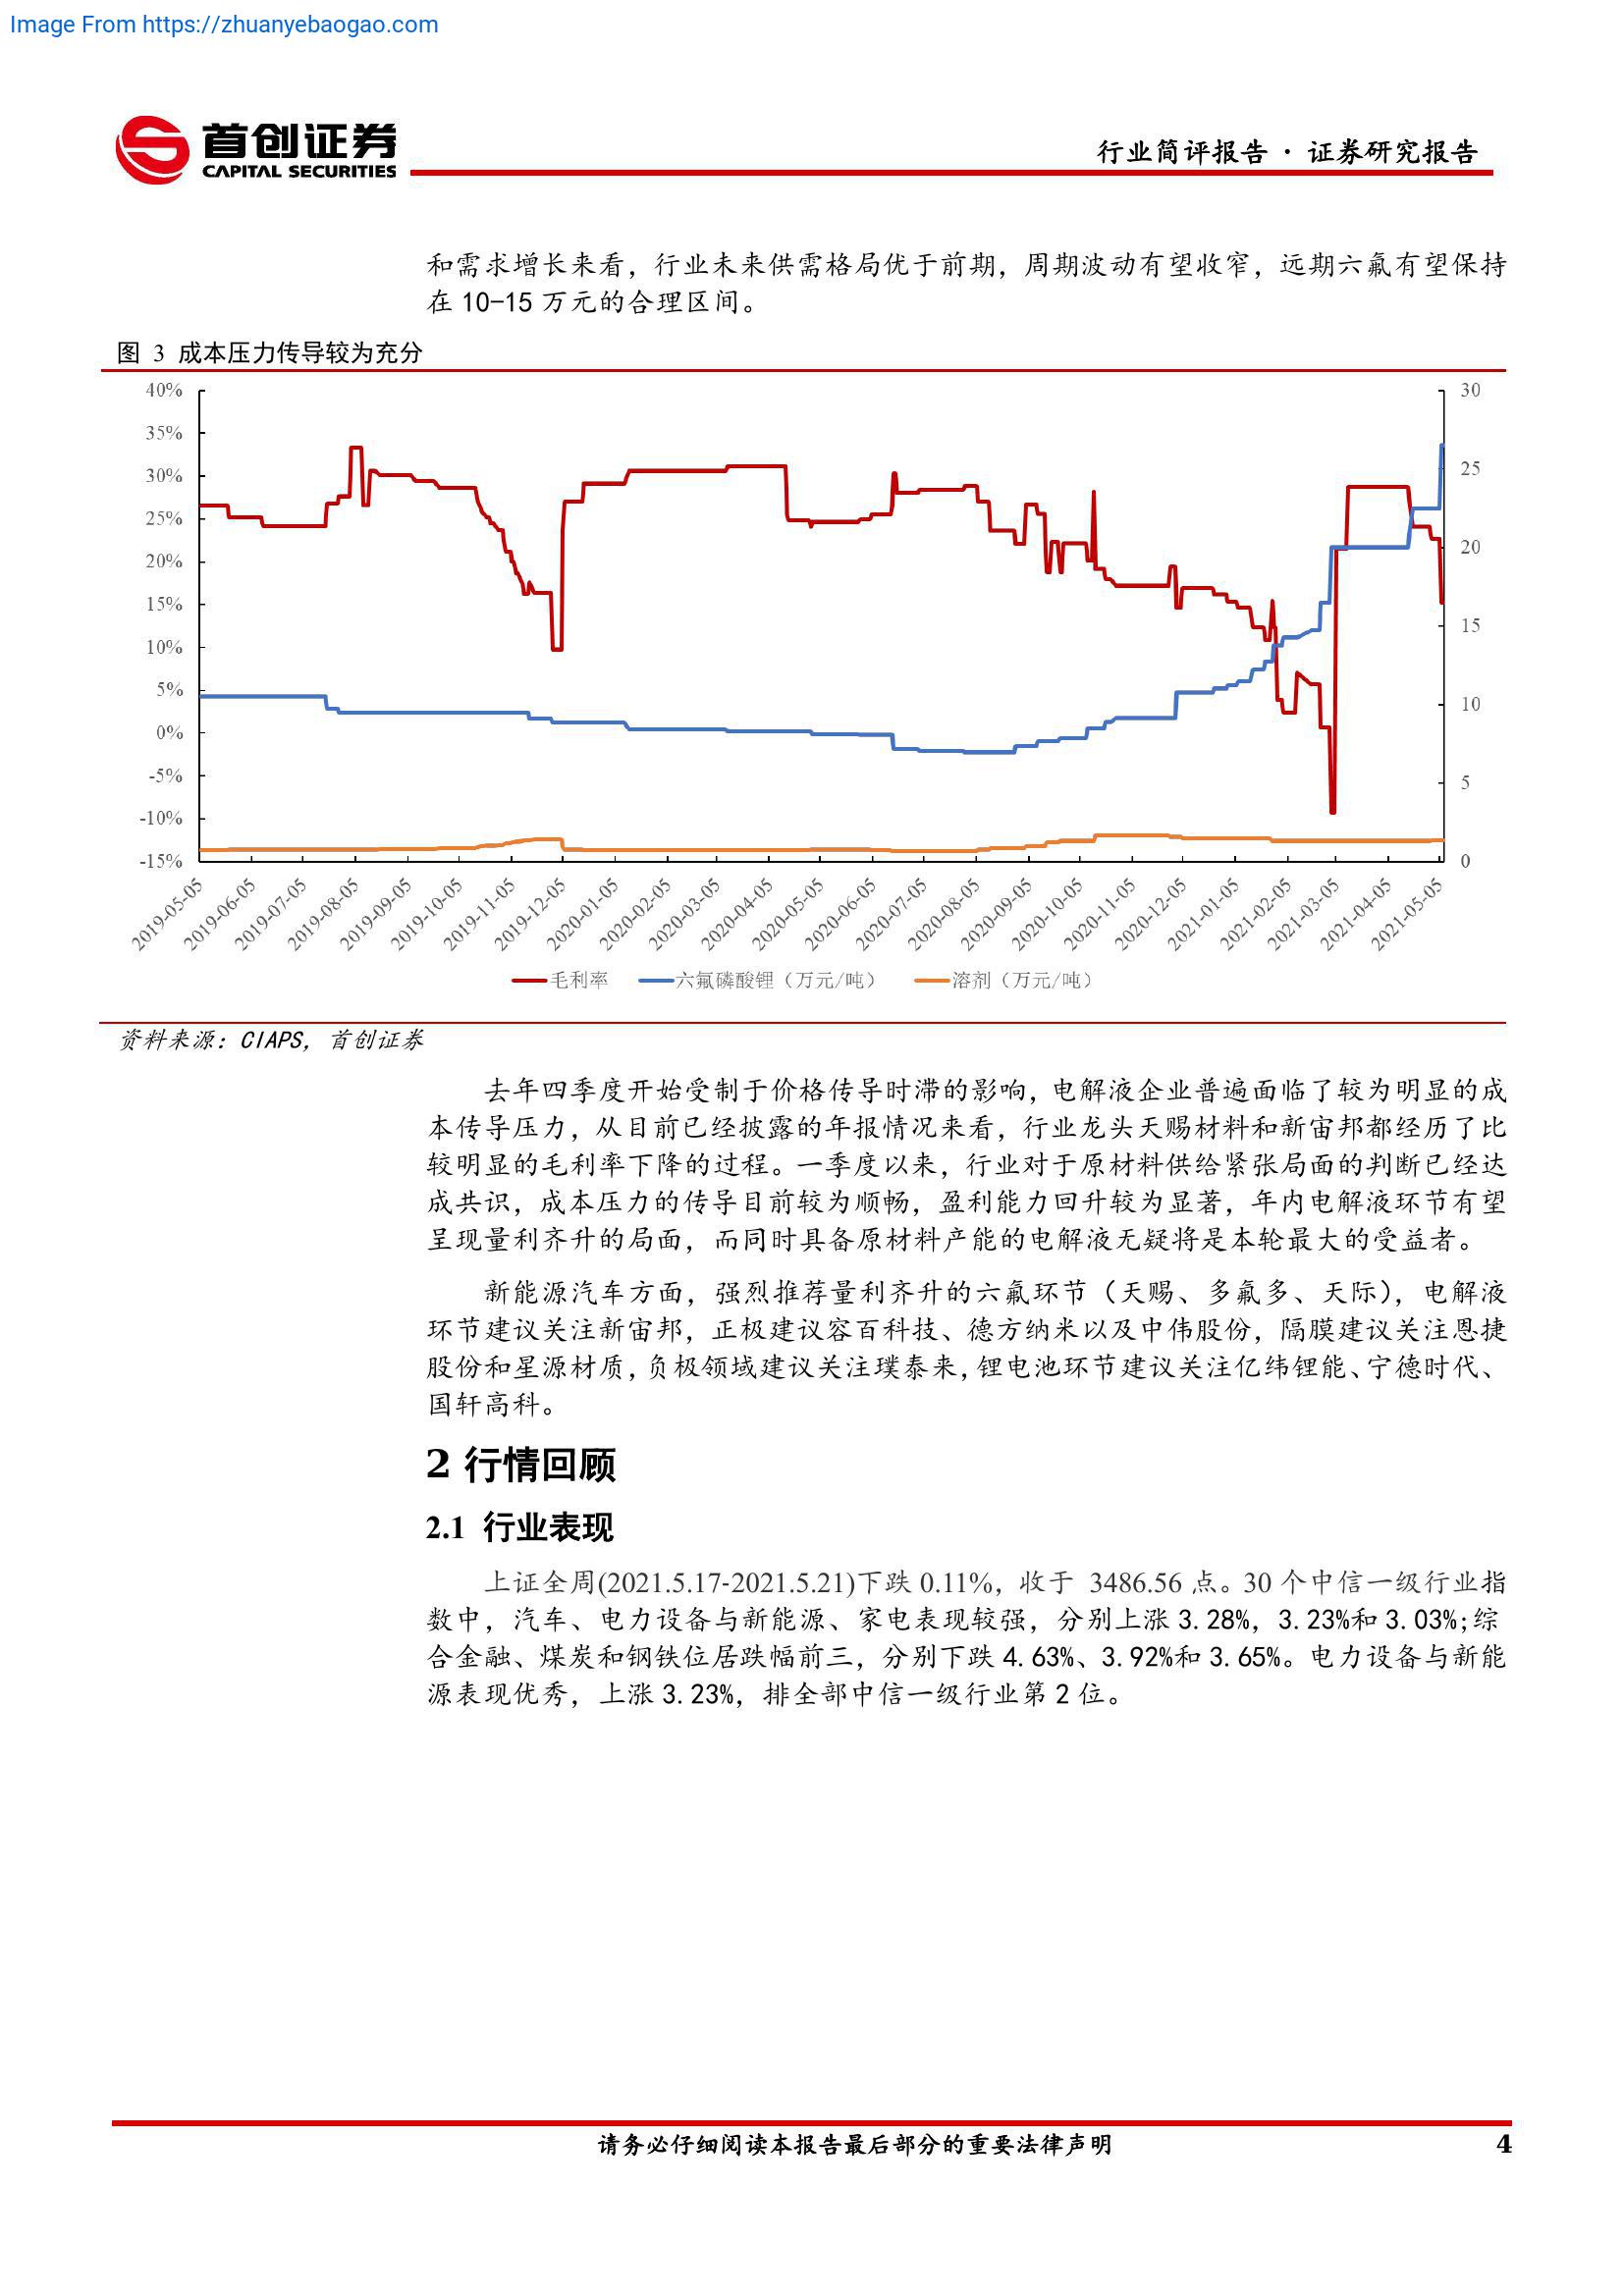 Image From https://zhuanyebaogao.com
首创证券
CAPITAL SECURITIES
行业简评报告 · 证券研究报告
和需求增长来看，行业未来供需格局优于前期，周期波动有望收窄，远期六氟有望保持
在 10-15 万元的合理区间。
图 3 成本压力传导较为充分
40%
35%
30%
25%
20%
15%
10%
5%
0%
-5%
-10%
-15%
30
25
20
15
10
5
0
2019-05-05
2019-06-05
2019-07-05
2019-08-05
2019-09-05
2019-10-05
2019-11-05
2019-12-05
2020-01-05
2020-02-05
2020-03-05
2020-04-05
2020-05-05
2020-06-05
2020-07-05
2020-08-05
2020-09-05
2020-10-05
2020-11-05
2020-12-05
2021-01-05
2021-02-05
2021-03-05
2021-04-05
2021-05-05
毛利率 六氟磷酸锂（万元/吨） 溶剂（万元/吨）
资料来源：CIAPS，首创证券
去年四季度开始受制于价格传导时滞的影响，电解液企业普遍面临了较为明显的成
本传导压力，从目前已经披露的年报情况来看，行业龙头天赐材料和新宙邦都经历了比
较明显的毛利率下降的过程。一季度以来，行业对于原材料供给紧张局面的判断已经达
成共识，成本压力的传导目前较为顺畅，盈利能力回升较为显著，年内电解液环节有望
呈现量利齐升的局面，而同时具备原材料产能的电解液无疑将是本轮最大的受益者。
新能源汽车方面，强烈推荐量利齐升的六氟环节（天赐、多氟多、天际），电解液
环节建议关注新宙邦，正极建议容百科技、德方纳米以及中伟股份，隔膜建议关注恩捷
股份和星源材质，负极领域建议关注璞泰来，锂电池环节建议关注亿纬锂能、宁德时代、
国轩高科。
2 行情回顾
2.1 行业表现
上证全周(2021.5.17-2021.5.21)下跌 0.11%，收于 3486.56 点。30 个中信一级行业指
数中，汽车、电力设备与新能源、家电表现较强，分别上涨 3.28%，3.23%和 3.03%;综
合金融、煤炭和钢铁位居跌幅前三，分别下跌 4.63%、3.92%和 3.65%。电力设备与新能
源表现优秀，上涨 3.23%，排全部中信一级行业第 2 位。
请务必仔细阅读本报告最后部分的重要法律声明
4